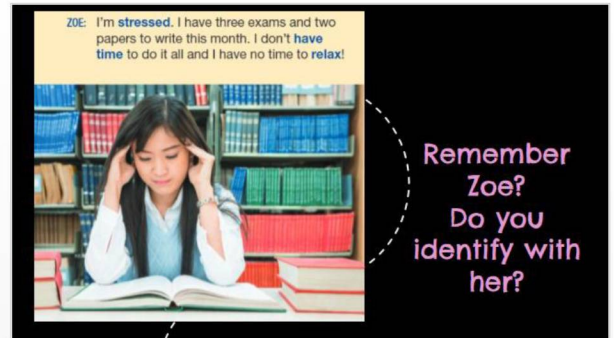 ZOE: I'm stressed. I have three exams and two
papers to write this month. I don't have
time to do it all and I have no time to relax!
Remember
Zoe?
Do you
identify with
her?